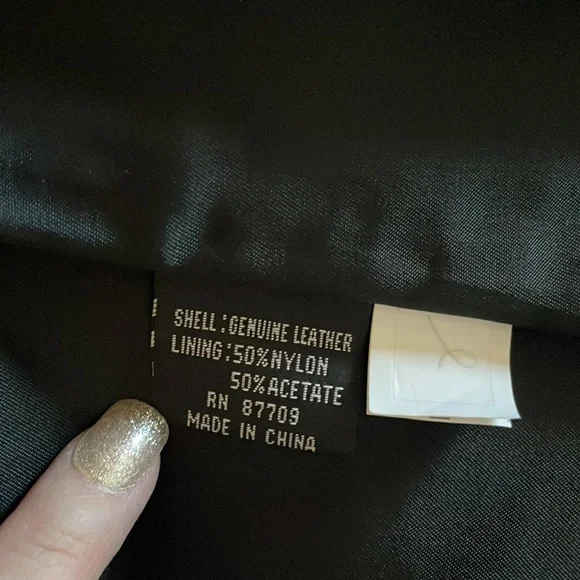 SHELL:GENUINE LEATHER
LINING:50%NYLON
50%ACETATE
RN 87709
MADE IN CHINA